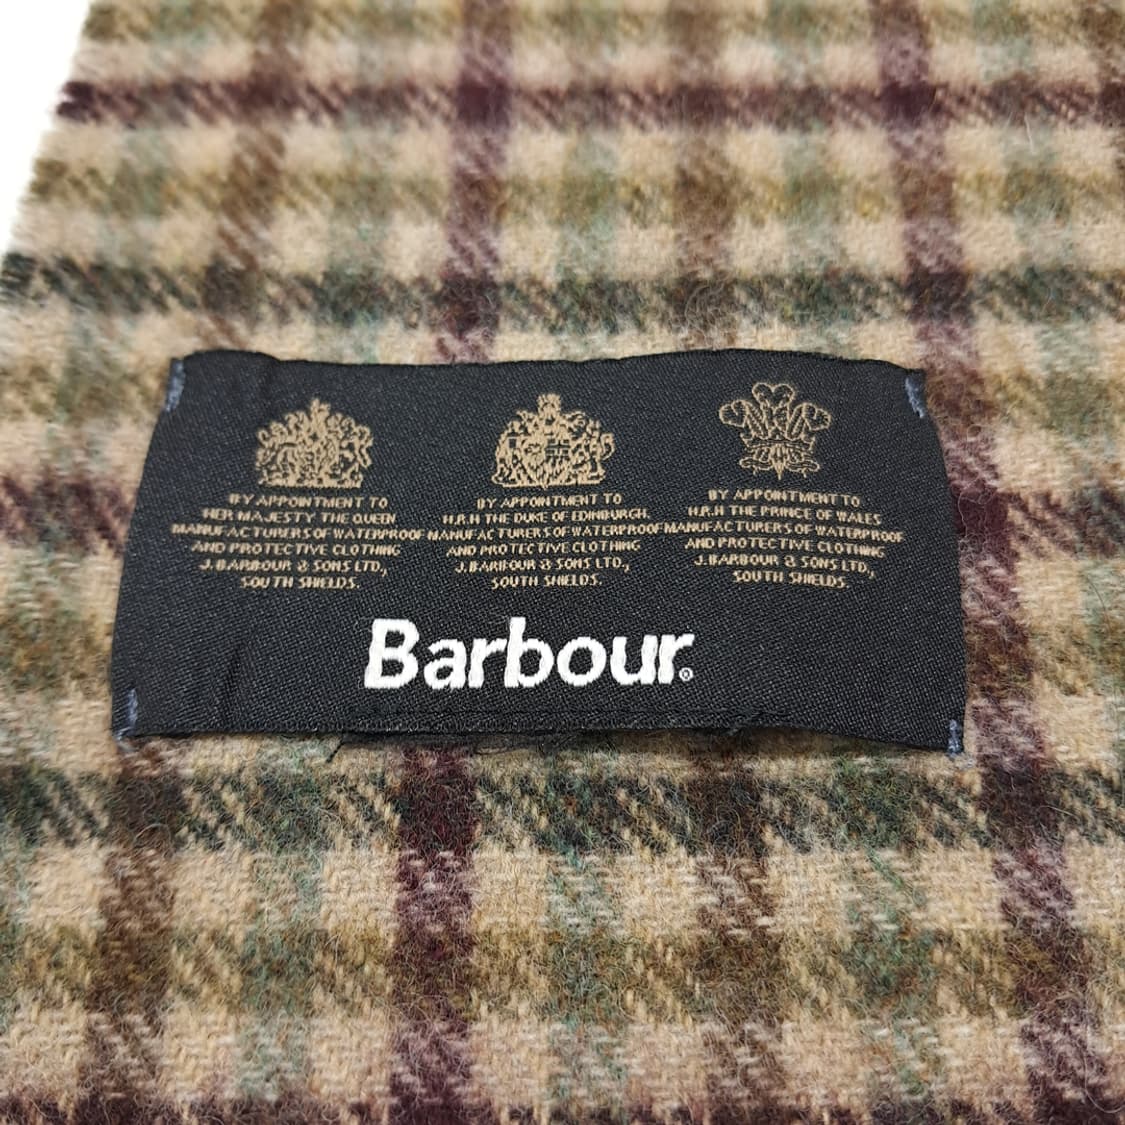 BY APPOINTMENT TO
HER MAJESTY THE QUEEN
MANUFACTURERS OF WATERPROOF
AND PROTECTIVE CLOTHING
J. BARBOUR & SONS LTD.,
SOUTH SHIELDS.
BY APPOINTMENT TO
H.R.H THE DUKE OF EDINBURGH.
MANUFACTURERS OF WATERPROOF
AND PROTECTIVE CLOTHING
J. BARBOUR & SONS LTD.,
SOUTH SHIELDS.
BY APPOINTMENT TO
H.R.H THE PRINCE OF WALES
MANUFACTURERS OF WATERPROOF
AND PROTECTIVE CLOTHING
J. BARBOUR & SONS LTD.,
SOUTH SHIELDS.
Barbour®